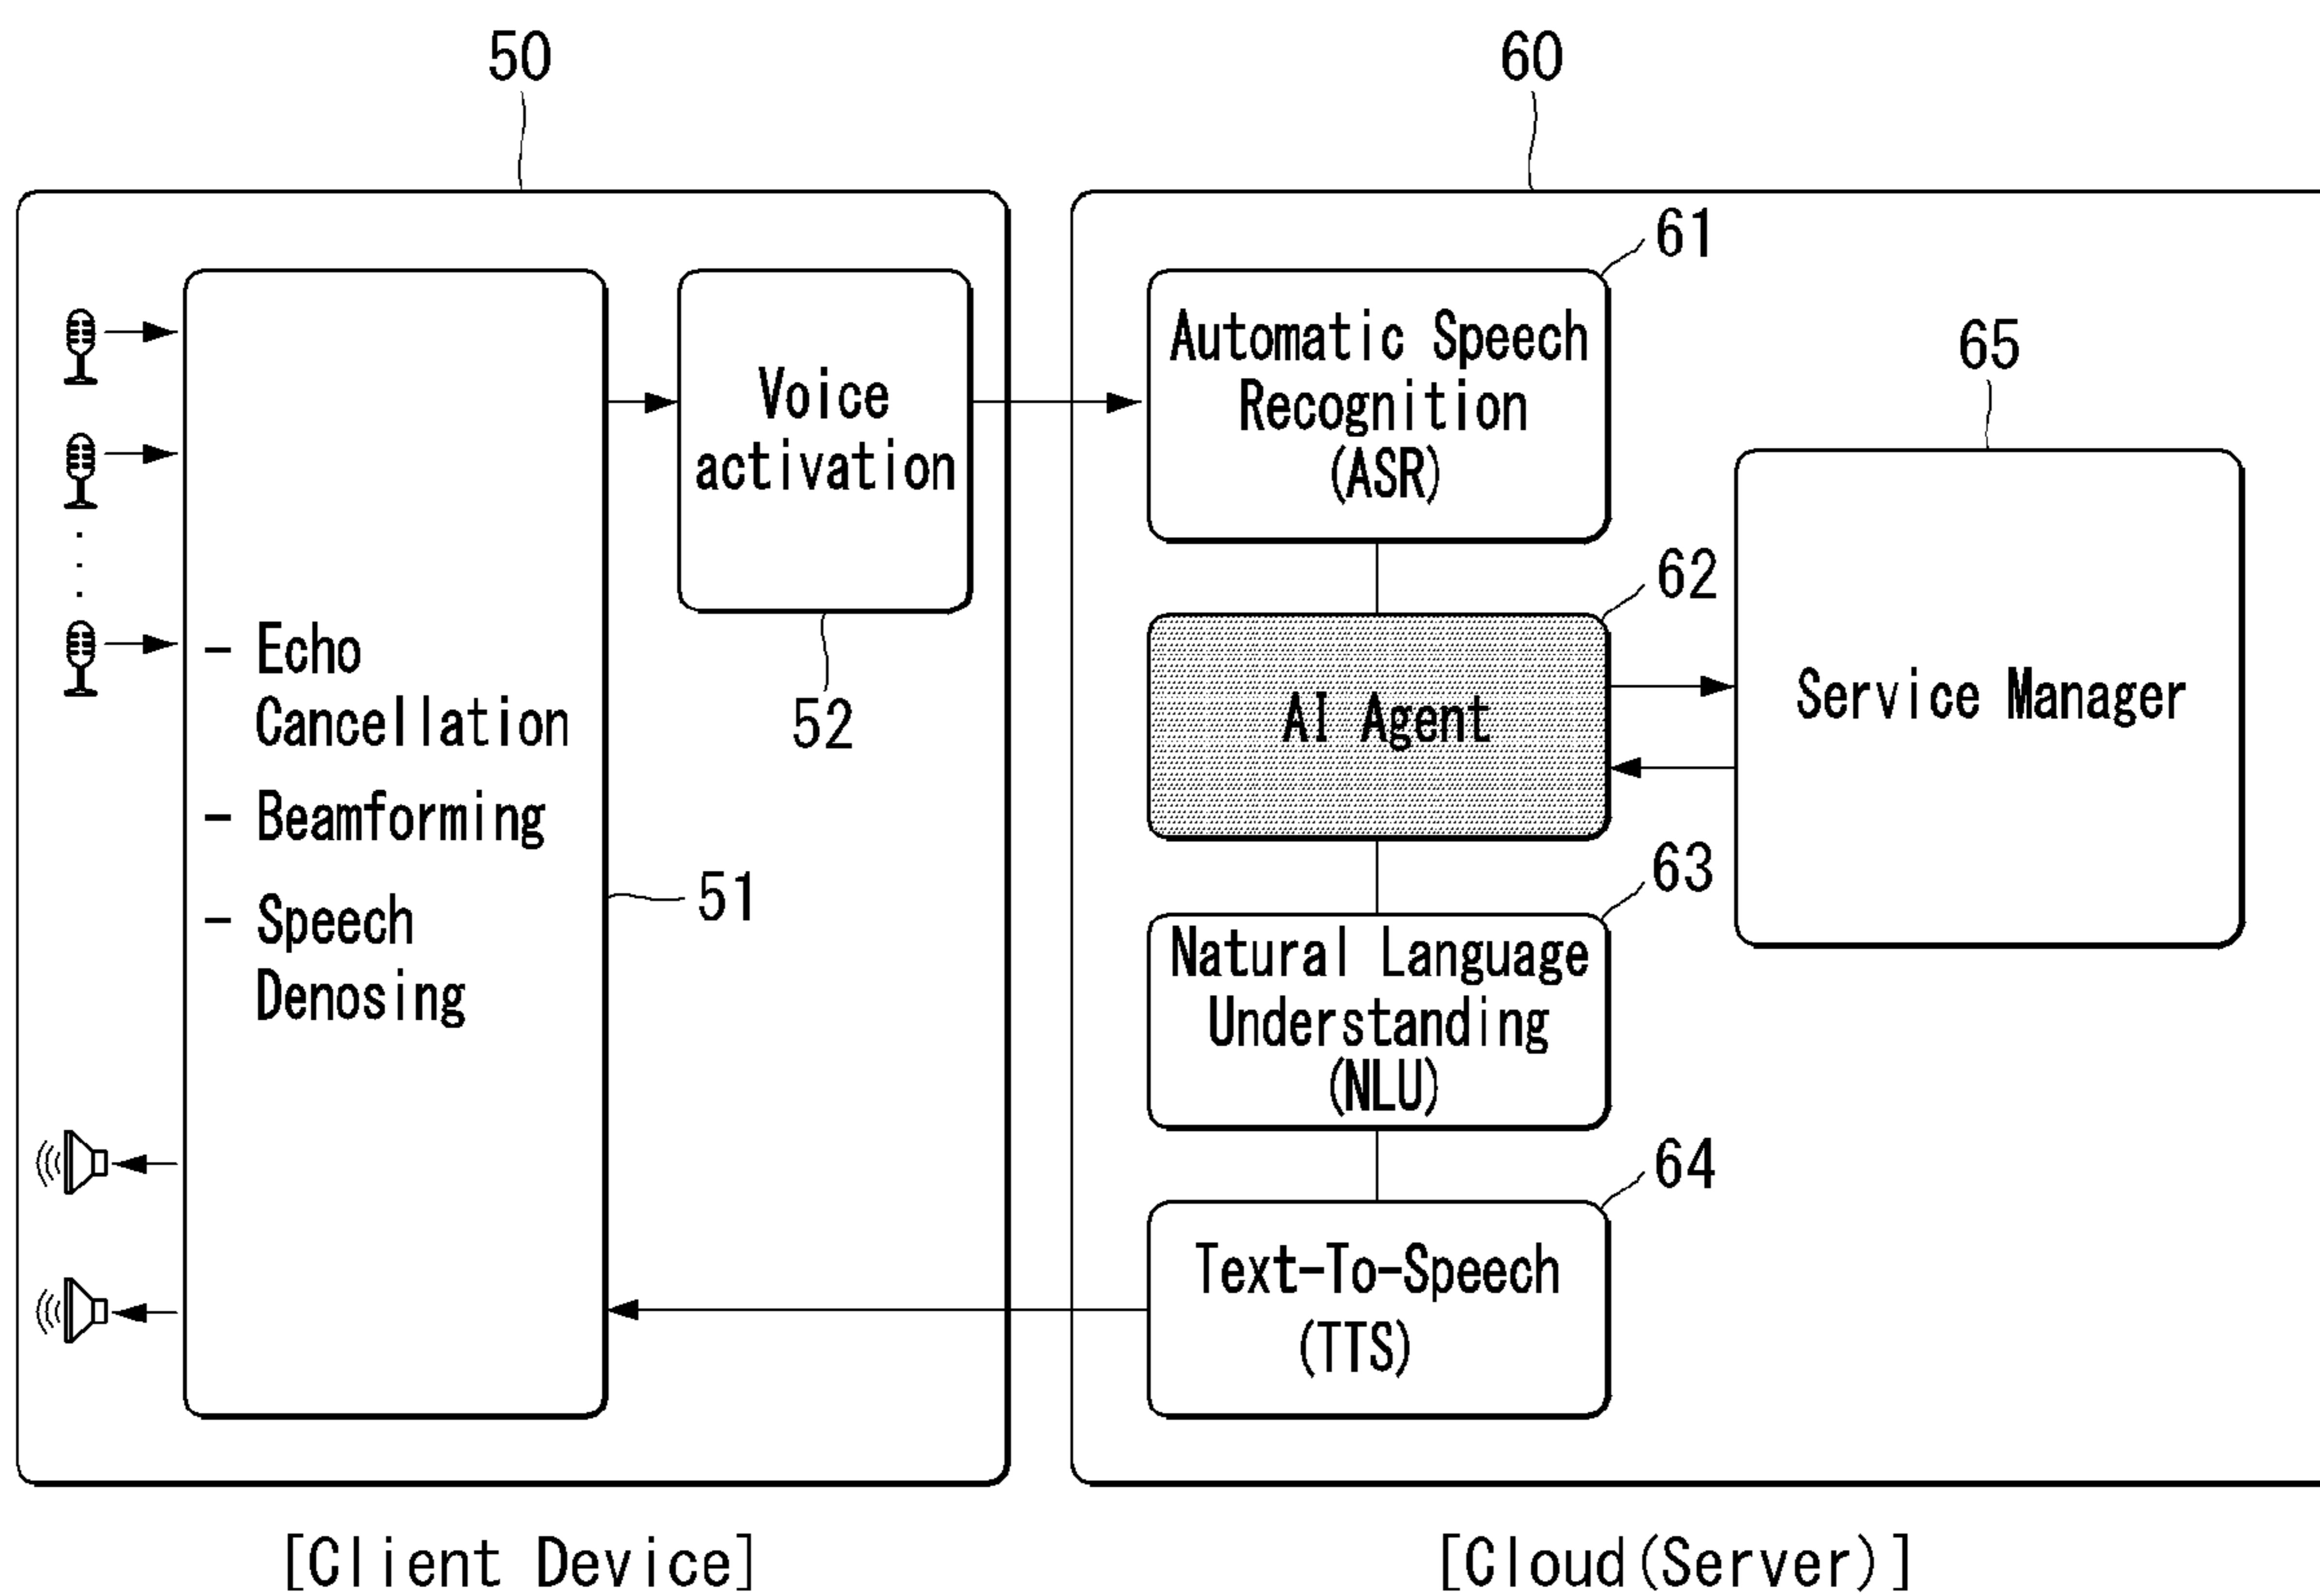 50
60
61
Automatic Speech
Recognition
(ASR)
Voice
activation
65
62
- Echo
Cancellation
52
AI Agent
Service Manager
- Beamforming
63
51
- Speech
Denosing
Natural Language
Understanding
(NLU)
64
Text-To-Speech
(TTS)
[Client Device]
[Cloud(Server)]